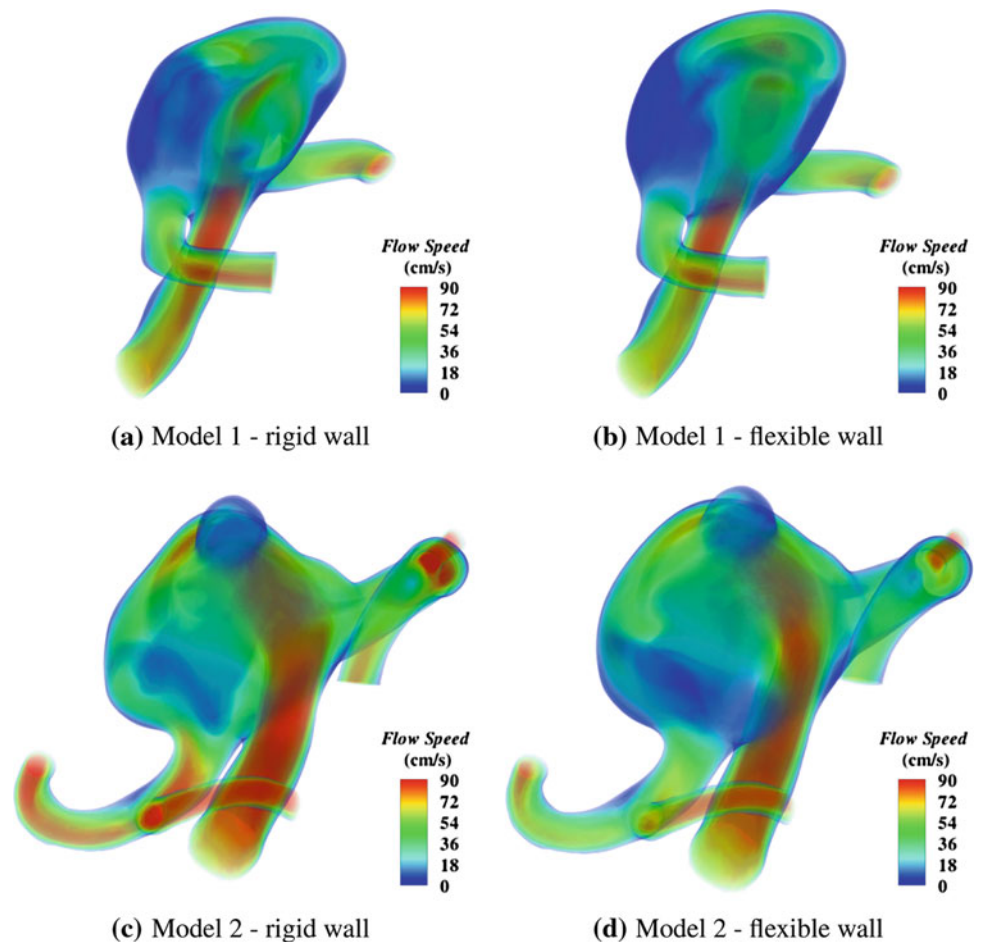 Flow Speed
(cm/s)
90
72
54
36
18
0
(a) Model 1 - rigid wall
Flow Speed
(cm/s)
90
72
54
36
18
0
(b) Model 1 - flexible wall
Flow Speed
(cm/s)
90
72
54
36
18
0
(c) Model 2 - rigid wall
Flow Speed
(cm/s)
90
72
54
36
18
0
(d) Model 2 - flexible wall